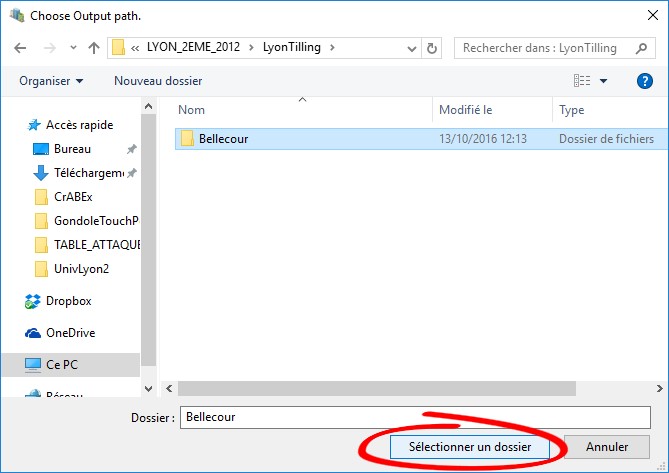 Choose Output path.
« LYON_2EME_2012 > LyonTilling
Rechercher dans : LyonTilling
Organiser Nouveau dossier
Nom Modifié le Type
Accès rapide
Bureau
Téléchargeme
CrABEx
GondoleTouchP
TABLE_ATTAQUE
UnivLyon2
Dropbox
OneDrive
Ce PC
Réseau
Bellecour 13/10/2016 12:13 Dossier de fichiers
Dossier : Bellecour
Sélectionner un dossier Annuler